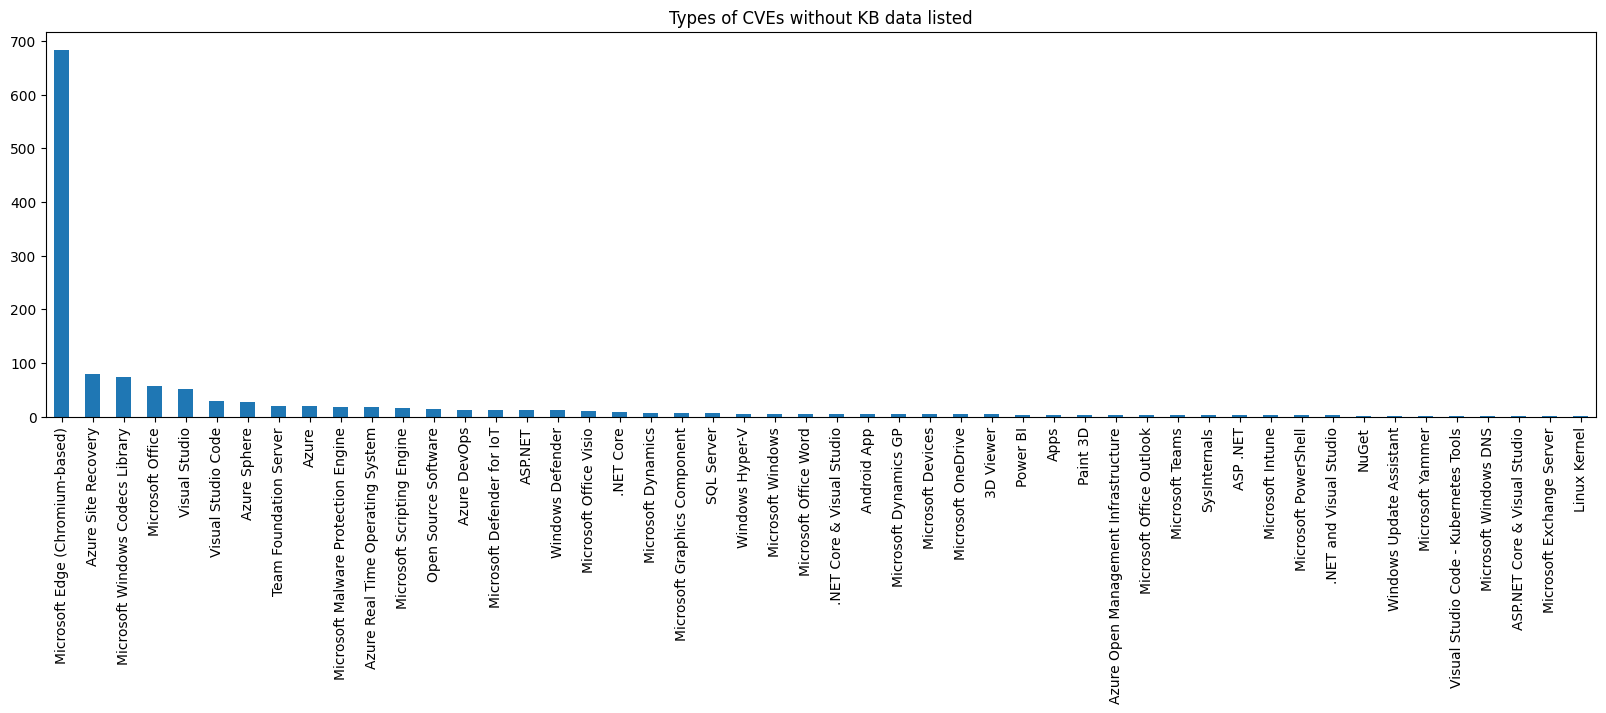 Types of CVEs without KB data listed
700
600
500
400
300
200
100
0
Microsoft Edge (Chromium-based)
Azure Site Recovery
Microsoft Windows Codecs Library
Microsoft Office
Visual Studio
Visual Studio Code
Azure Sphere
Team Foundation Server
Azure
Microsoft Malware Protection Engine
Azure Real Time Operating System
Microsoft Scripting Engine
Open Source Software
Azure DevOps
Microsoft Defender for IoT
ASP.NET
Windows Defender
Microsoft Office Visio
.NET Core
Microsoft Dynamics
Microsoft Graphics Component
SQL Server
Windows Hyper-V
Microsoft Windows
Microsoft Office Word
.NET Core & Visual Studio
Android App
Microsoft Dynamics GP
Microsoft Devices
Microsoft OneDrive
3D Viewer
Power BI
Apps
Paint 3D
Azure Open Management Infrastructure
Microsoft Office Outlook
Microsoft Teams
SysInternals
ASP .NET
Microsoft Intune
Microsoft PowerShell
.NET and Visual Studio
NuGet
Windows Update Assistant
Microsoft Yammer
Visual Studio Code - Kubernetes Tools
Microsoft Windows DNS
ASP.NET Core & Visual Studio
Microsoft Exchange Server
Linux Kernel